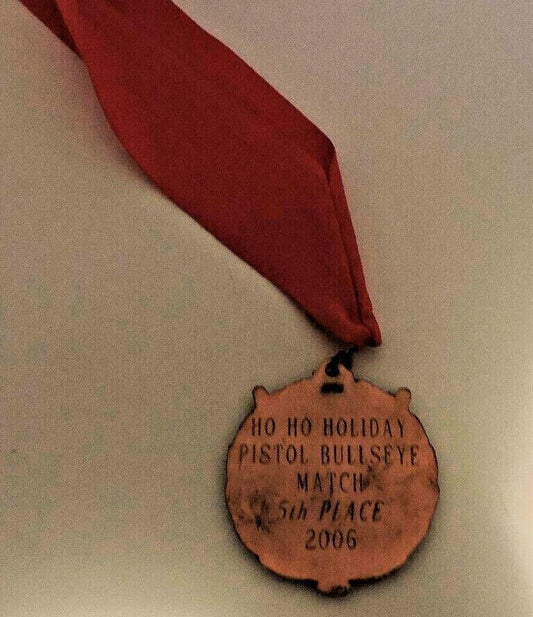 HO HO HOLIDAY
PISTOL BULLSEYE
MATCH
5th PLACE
2006